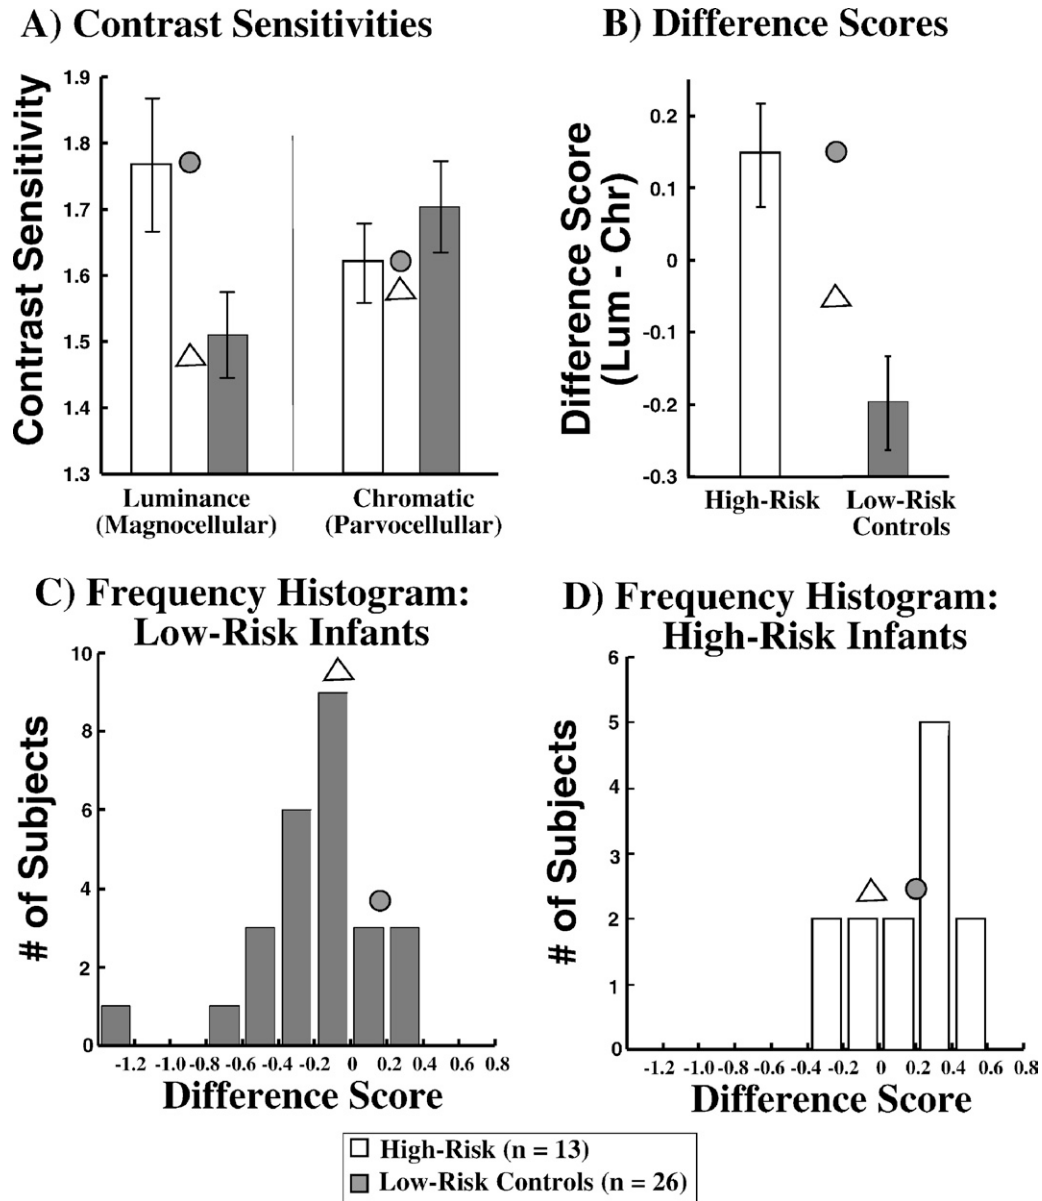 A) Contrast Sensitivities
Contrast Sensitivity
1.9
1.8
1.7
1.6
1.5
1.4
1.3
Luminance
(Magnocellular)
Chromatic
(Parvocellullar)
B) Difference Scores
Difference Score
(Lum - Chr)
0.2
0.1
0
-0.1
-0.2
-0.3
High-Risk
Low-Risk
Controls
C) Frequency Histogram:
Low-Risk Infants
# of Subjects
10
8
6
4
2
0
-1.2 -1.0 -0.8 -0.6 -0.4 -0.2 0 0.2 0.4 0.6 0.8
Difference Score
D) Frequency Histogram:
High-Risk Infants
# of Subjects
6
5
4
3
2
1
0
-1.2 -1.0 -0.8 -0.6 -0.4 -0.2 0 0.2 0.4 0.6 0.8
Difference Score
High-Risk (n = 13)
Low-Risk Controls (n = 26)